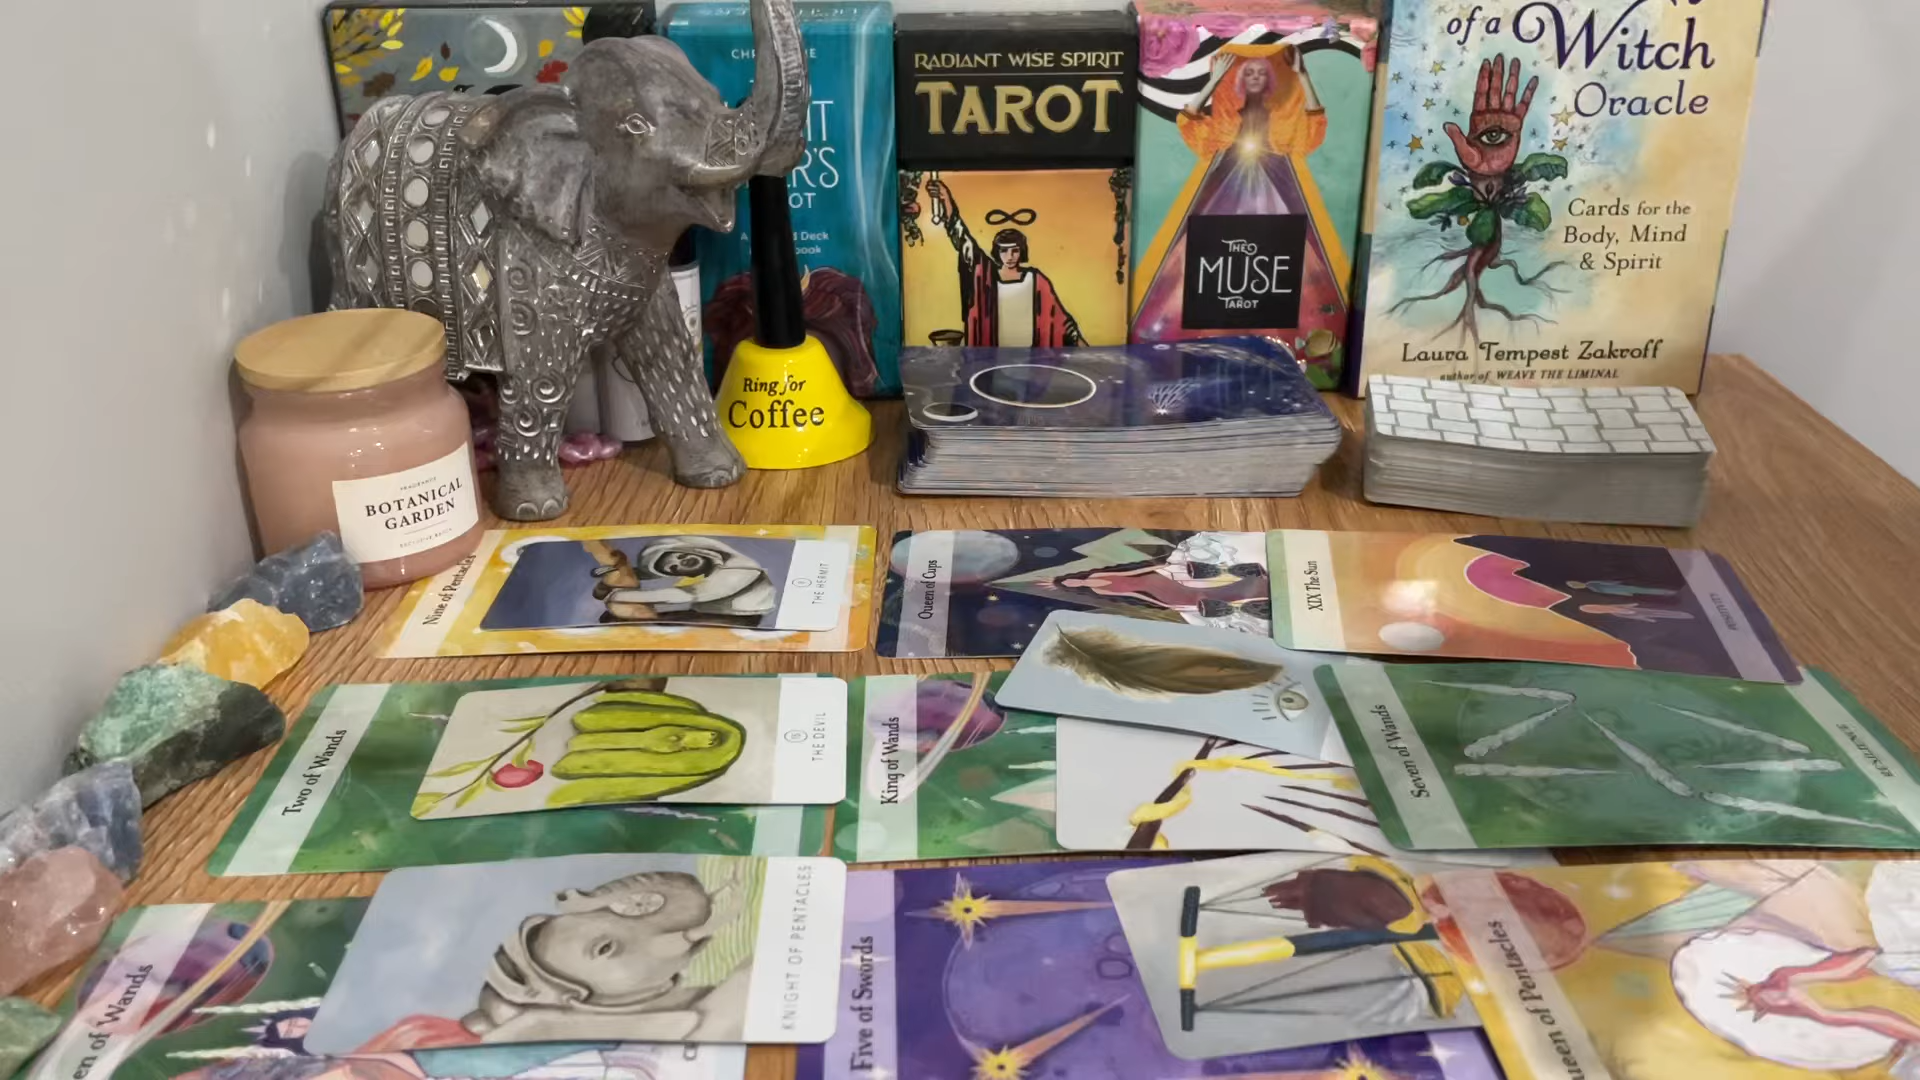 RADIANT WISE SPIRIT
TAROT
THE
MUSE
TAROT
of a Witch
Oracle
Cards for the
Body, Mind
& Spirit
Laura Tempest Zakroff
author of WEAVE THE LIMINAL
Ring for
Coffee
BOTANICAL
GARDEN
Nine of Pentacles
THE HERMIT
Queen of Cups
XIX The Sun
POSITIVITY
Two of Wands
15
THE DEVIL
King of Wands
Seven of Wands
RESILIENCE
of Wands
KNIGHT OF PENTACLES
Five of Swords
of Pentacles